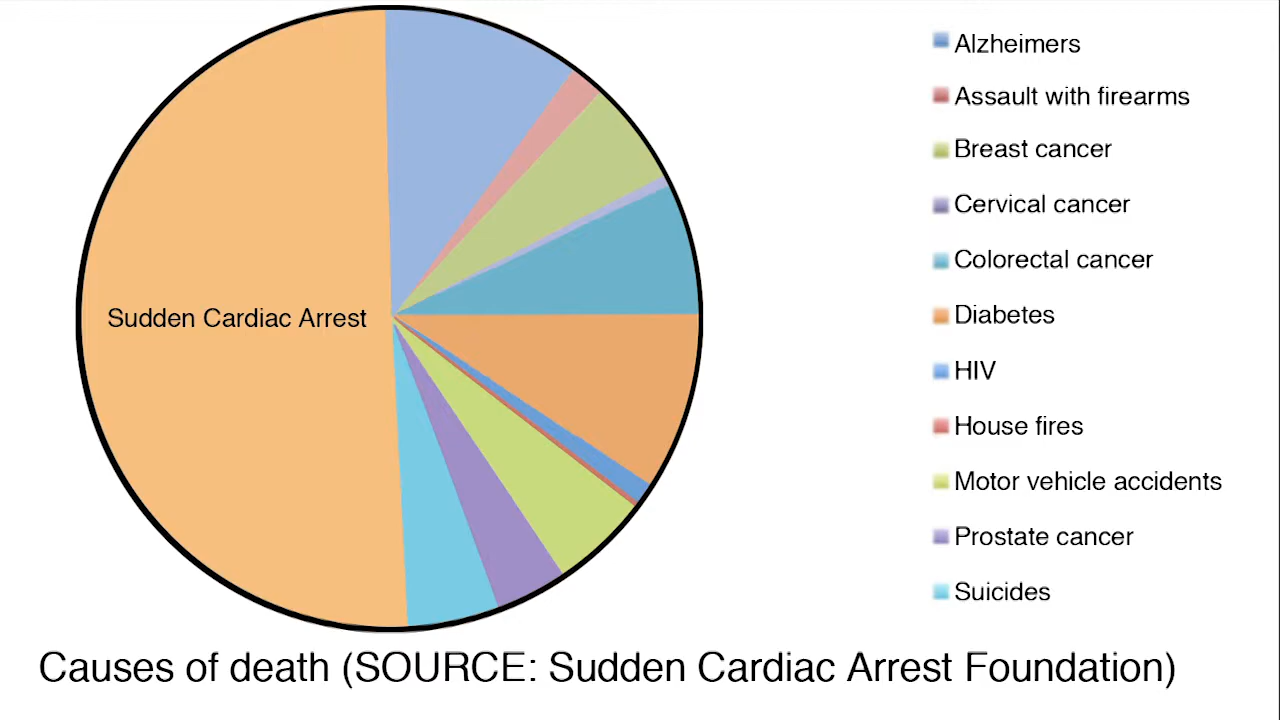 Alzheimers
Assault with firearms
Breast cancer
Cervical cancer
Colorectal cancer
Diabetes
HIV
House fires
Motor vehicle accidents
Prostate cancer
Suicides
Sudden Cardiac Arrest
Causes of death (SOURCE: Sudden Cardiac Arrest Foundation)